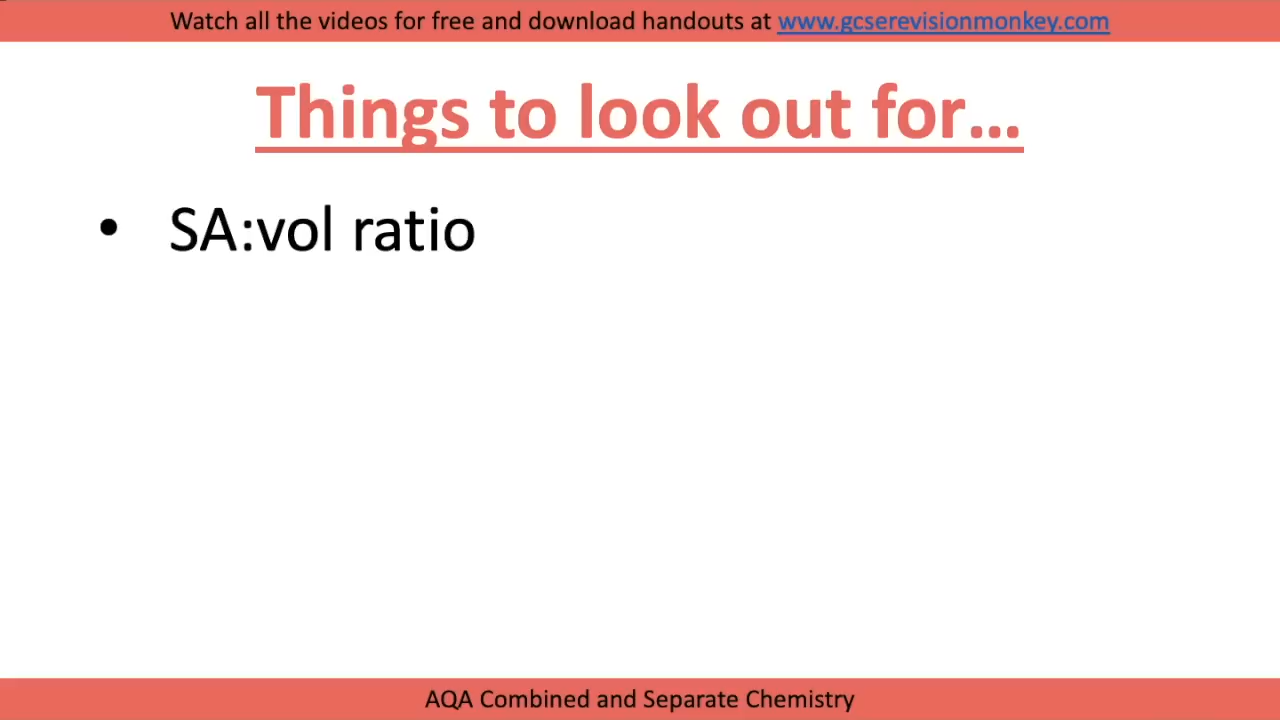 Watch all the videos for free and download handouts at www.gcserevisionmonkey.com
Things to look out for...
• SA:vol ratio
AQA Combined and Separate Chemistry